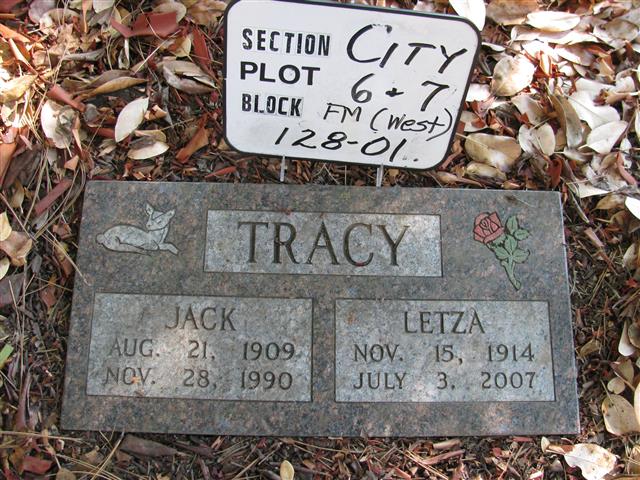 SECTION CITY
PLOT 6+7
BLOCK FM (West)
128-01.
TRACY
JACK
AUG. 21, 1909
NOV. 28, 1990
LETZA
NOV. 15, 1914
JULY 3, 2007